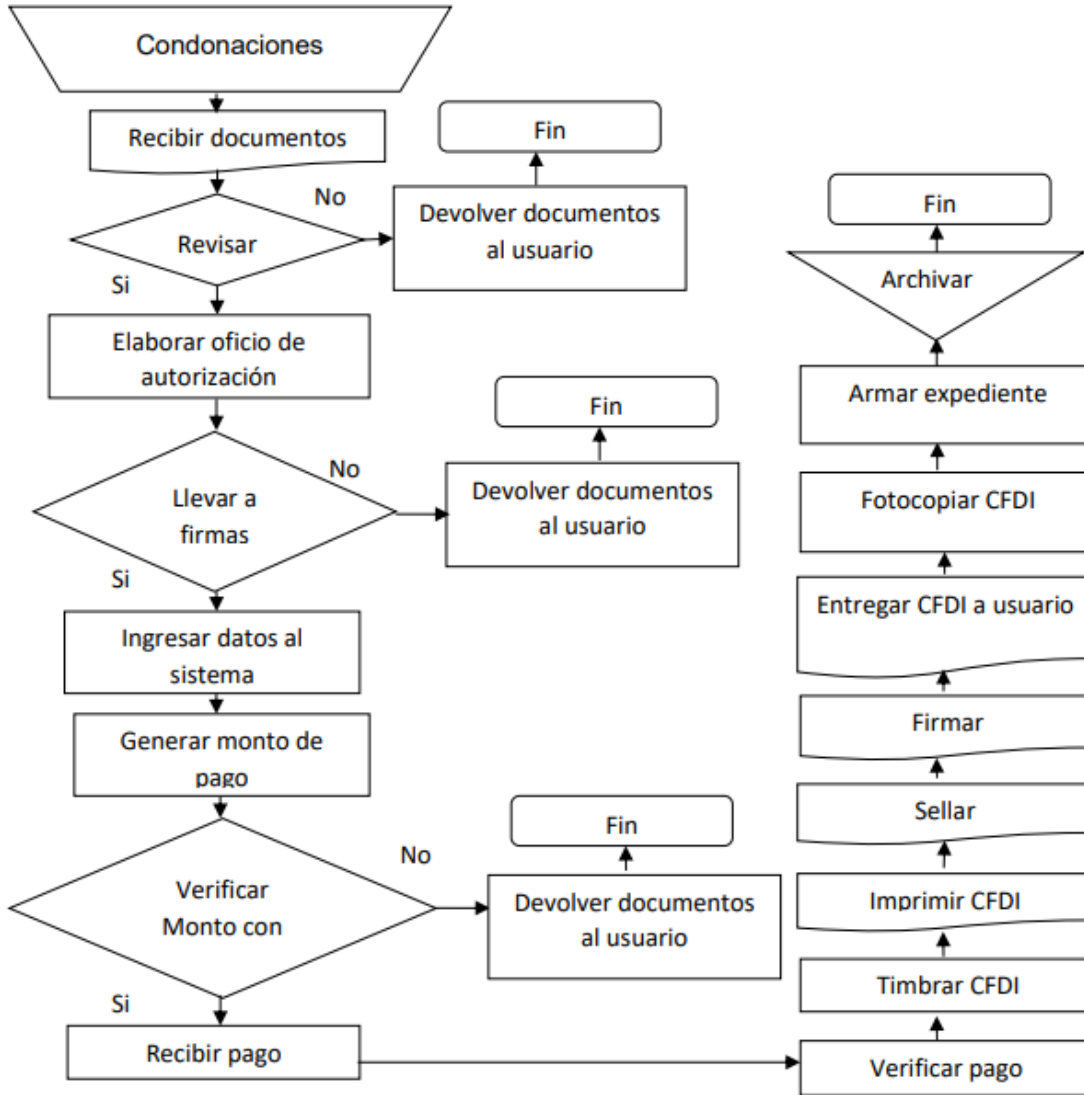 Condonaciones
Recibir documentos
Fin
No
Revisar
Devolver documentos
al usuario
Si
Elaborar oficio de
autorización
Fin
No
Llevar a
firmas
Devolver documentos
al usuario
Si
Ingresar datos al
sistema
Generar monto de
pago
Fin
No
Verificar
Monto con
Devolver documentos
al usuario
Si
Recibir pago
Verificar pago
Timbrar CFDI
Imprimir CFDI
Sellar
Firmar
Entregar CFDI a usuario
Fotocopiar CFDI
Armar expediente
Archivar
Fin